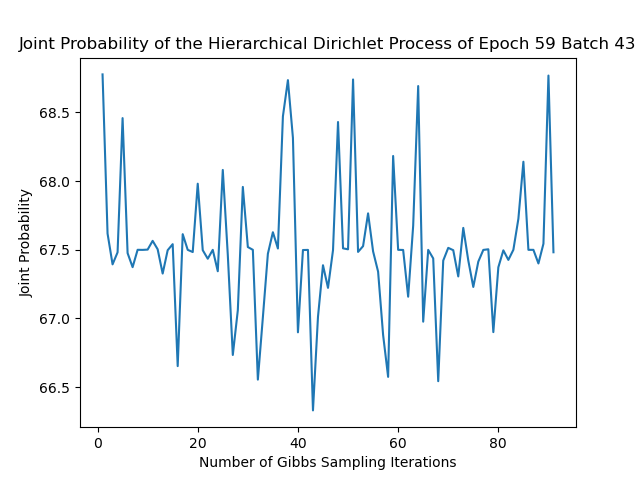 Joint Probability of the Hierarchical Dirichlet Process of Epoch 59 Batch 43
68.5
68.0
67.5
67.0
66.5
Joint Probability
0 20 40 60 80
Number of Gibbs Sampling Iterations